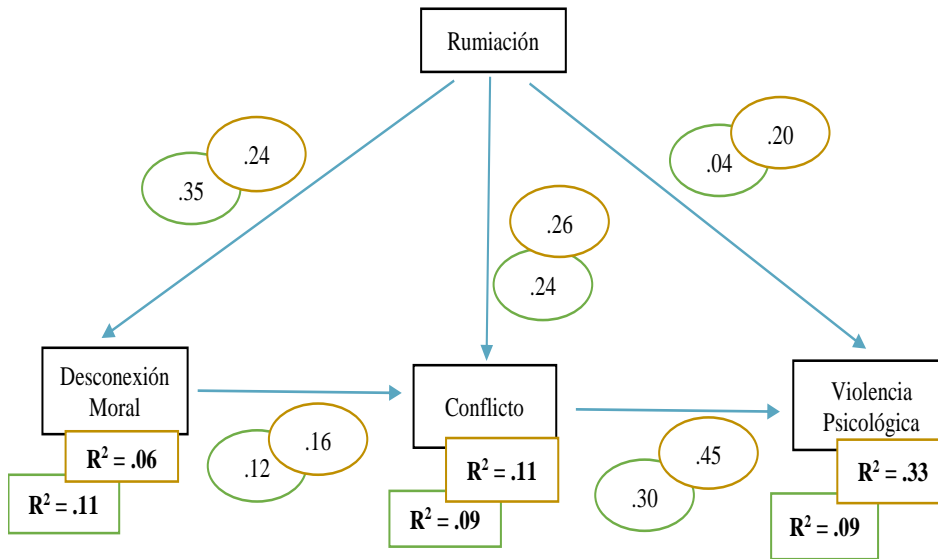 Rumiación
.24
.35
.20
.04
.26
.24
Desconexión
Moral
Conflicto
Violencia
Psicológica
R² = .06
R² = .11
.16
.12
R² = .11
R² = .09
.45
.30
R² = .33
R² = .09